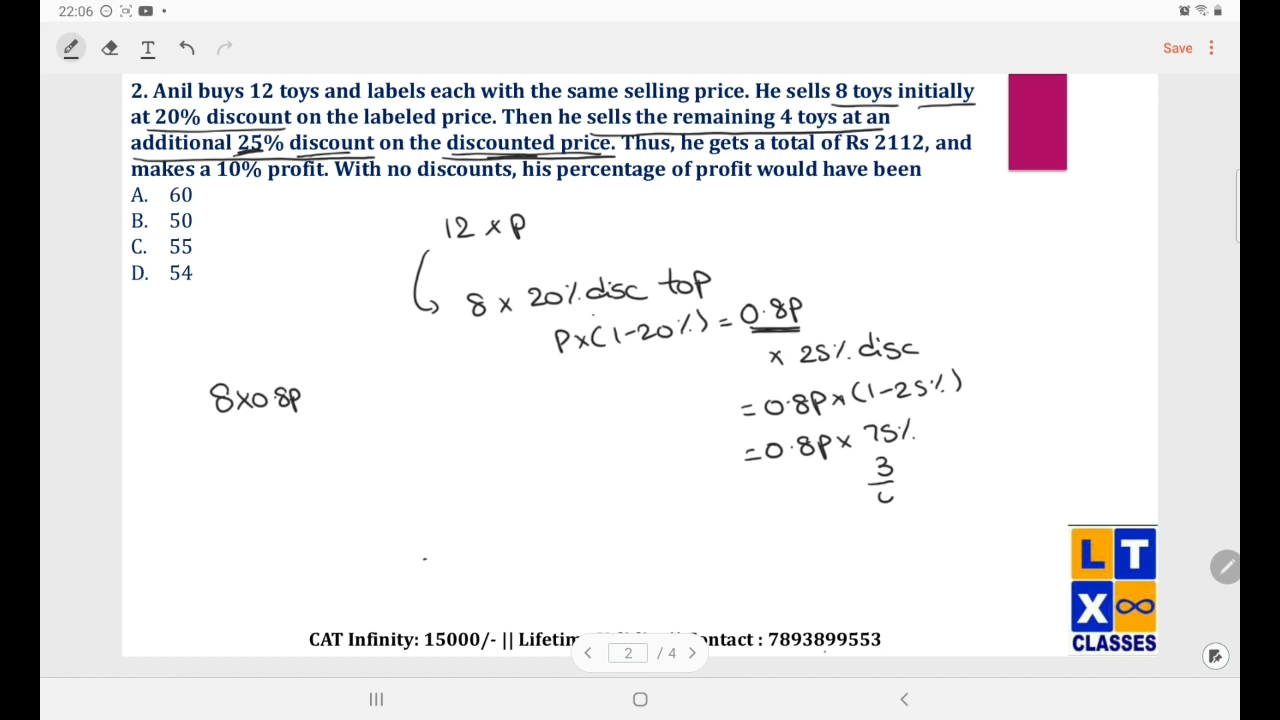 22:06
Save
2. Anil buys 12 toys and labels each with the same selling price. He sells 8 toys initially
at 20% discount on the labeled price. Then he sells the remaining 4 toys at an
additional 25% discount on the discounted price. Thus, he gets a total of Rs 2112, and
makes a 10% profit. With no discounts, his percentage of profit would have been
A. 60
B. 50
C. 55
D. 54
12 × P
8 × 20% disc to P
P×(1-20%) = 0.8P
× 25% disc
8×0.8P
= 0.8P×(1-25%)
= 0.8P× 75%
3
L T
X ∞
CLASSES
CAT Infinity: 15000/- || Lifetim ontact : 7893899553
2 / 4